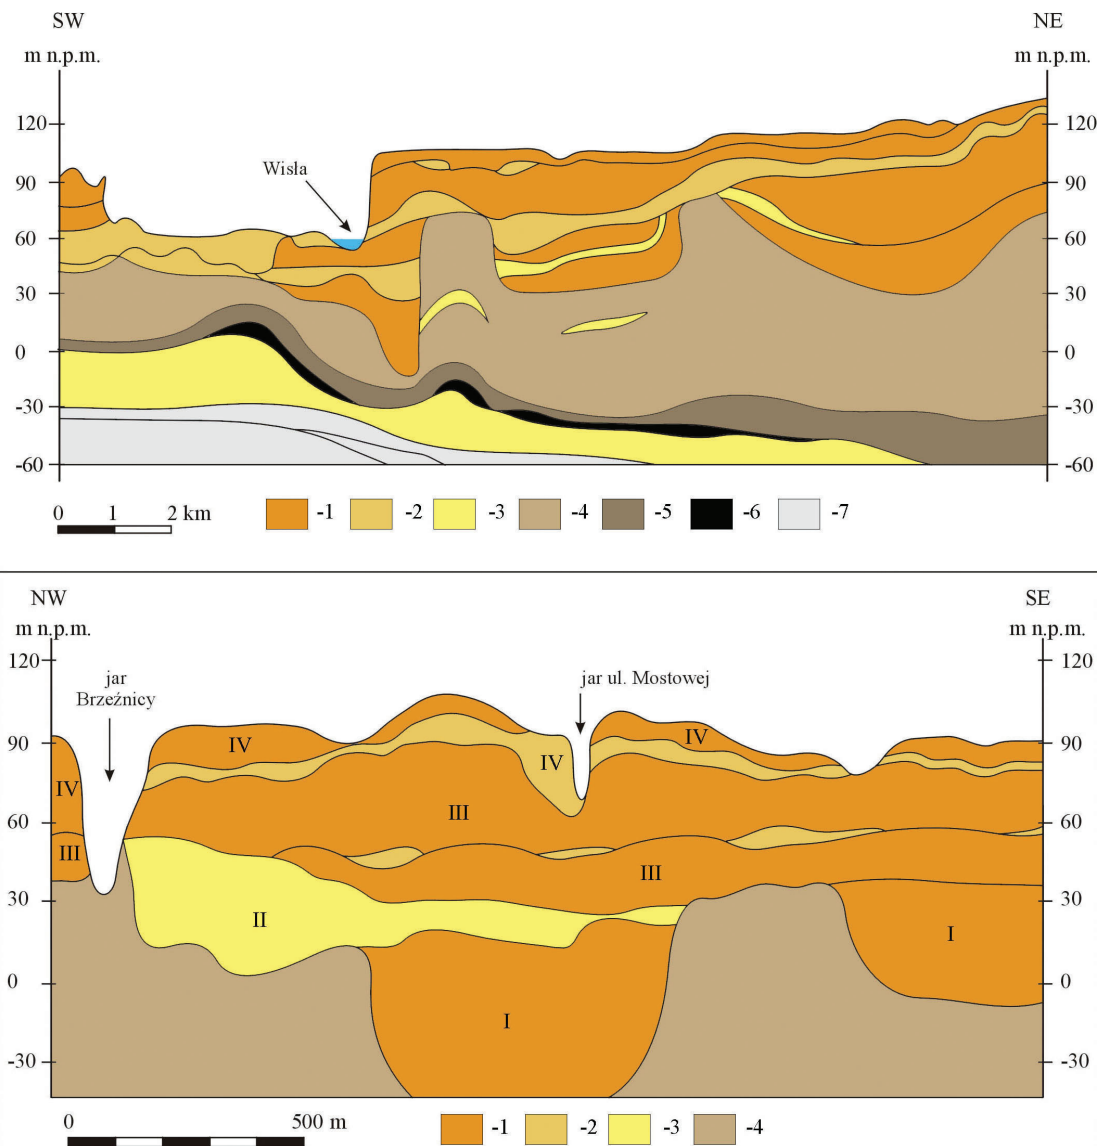 SW NE
m n.p.m. m n.p.m.
120 120
Wisła
90 90
60 60
30 30
0 0
-30 -30
-60 -60
0 1 2 km -1 -2 -3 -4 -5 -6 -7
NW SE
m n.p.m. m n.p.m.
120 120
jar
Brzeźnicy
jar ul. Mostowej
90 IV IV IV IV 90
60 III III 60
30 III 30
II I
0 0
I
-30 -30
0 500 m -1 -2 -3 -4